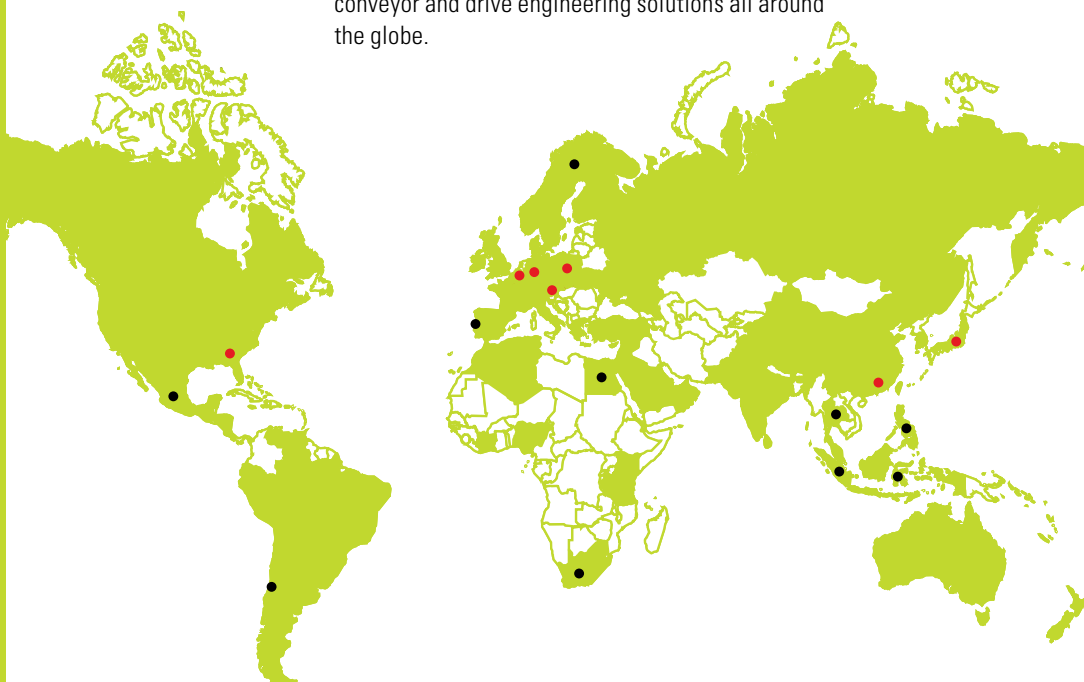 conveyor and drive engineering solutions all around
the globe.